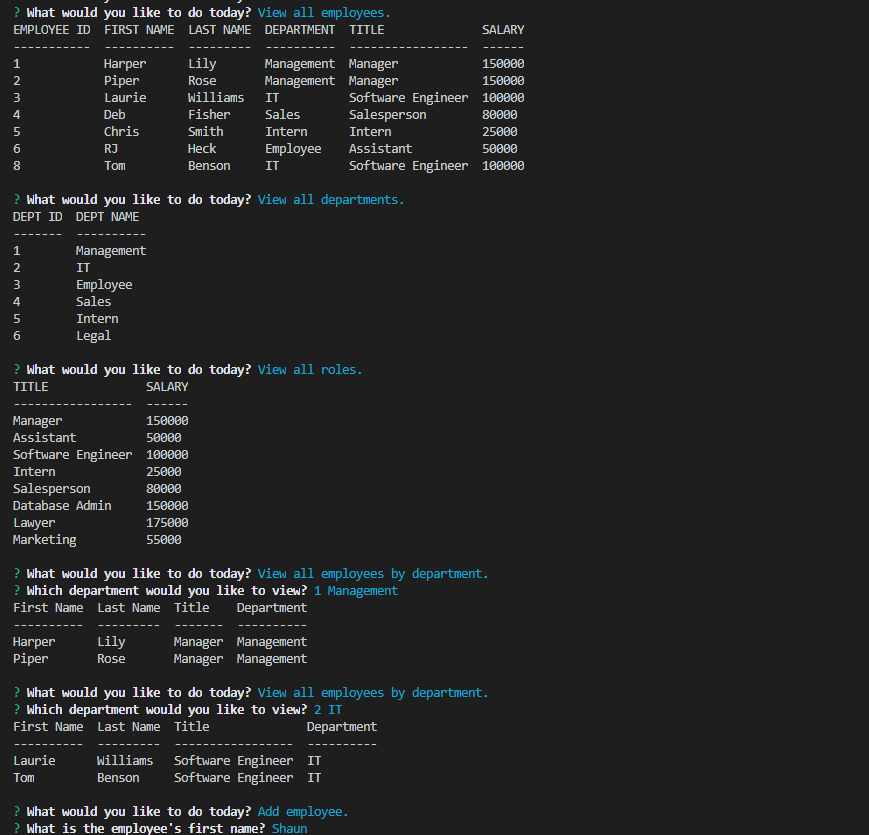 ? What would you like to do today? View all employees.
EMPLOYEE ID  FIRST NAME  LAST NAME  DEPARTMENT  TITLE              SALARY
-----------  ----------  ---------  ----------  -----------------  ------
1            Harper      Lily       Management  Manager            150000
2            Piper       Rose       Management  Manager            150000
3            Laurie      Williams   IT          Software Engineer  100000
4            Deb         Fisher     Sales       Salesperson        80000
5            Chris       Smith      Intern      Intern             25000
6            RJ          Heck       Employee    Assistant          50000
8            Tom         Benson     IT          Software Engineer  100000

? What would you like to do today? View all departments.
DEPT ID  DEPT NAME
-------  ----------
1        Management
2        IT
3        Employee
4        Sales
5        Intern
6        Legal

? What would you like to do today? View all roles.
TITLE              SALARY
-----------------  ------
Manager            150000
Assistant          50000
Software Engineer  100000
Intern             25000
Salesperson        80000
Database Admin     150000
Lawyer             175000
Marketing          55000

? What would you like to do today? View all employees by department.
? Which department would you like to view? 1 Management
First Name  Last Name  Title    Department
----------  ---------  -------  ----------
Harper      Lily       Manager  Management
Piper       Rose       Manager  Management

? What would you like to do today? View all employees by department.
? Which department would you like to view? 2 IT
First Name  Last Name  Title              Department
----------  ---------  -----------------  ----------
Laurie      Williams   Software Engineer  IT
Tom         Benson     Software Engineer  IT

? What would you like to do today? Add employee.
? What is the employee's first name? Shaun